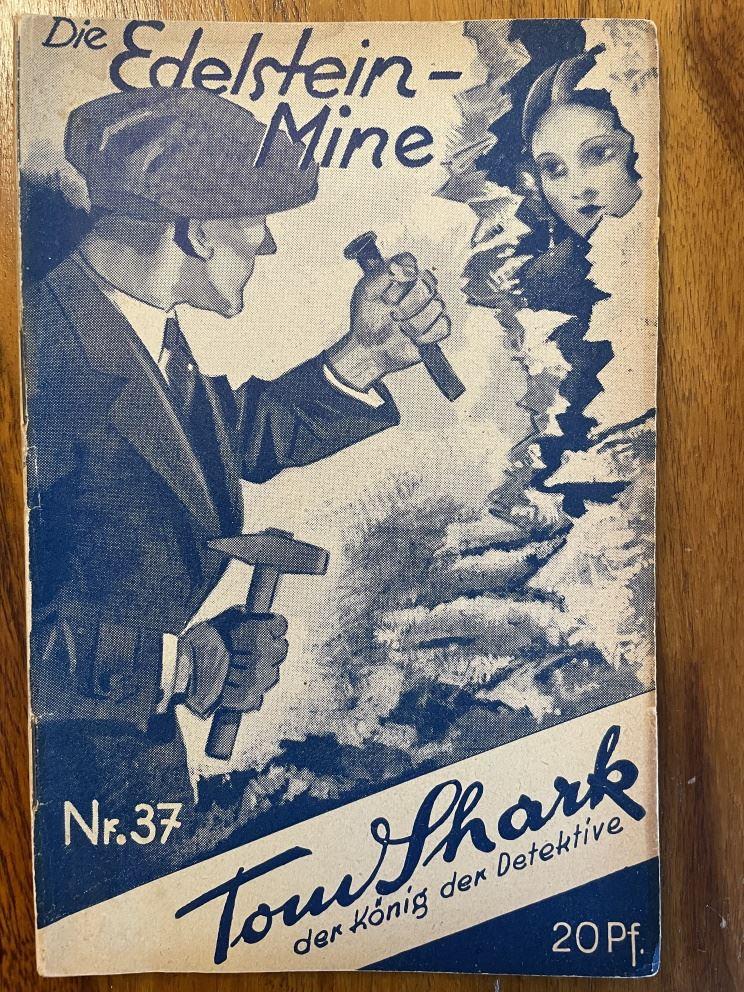 Die Edelstein-
Mine
Nr.37
Tom Shark
der König der Detektive
20 Pf.